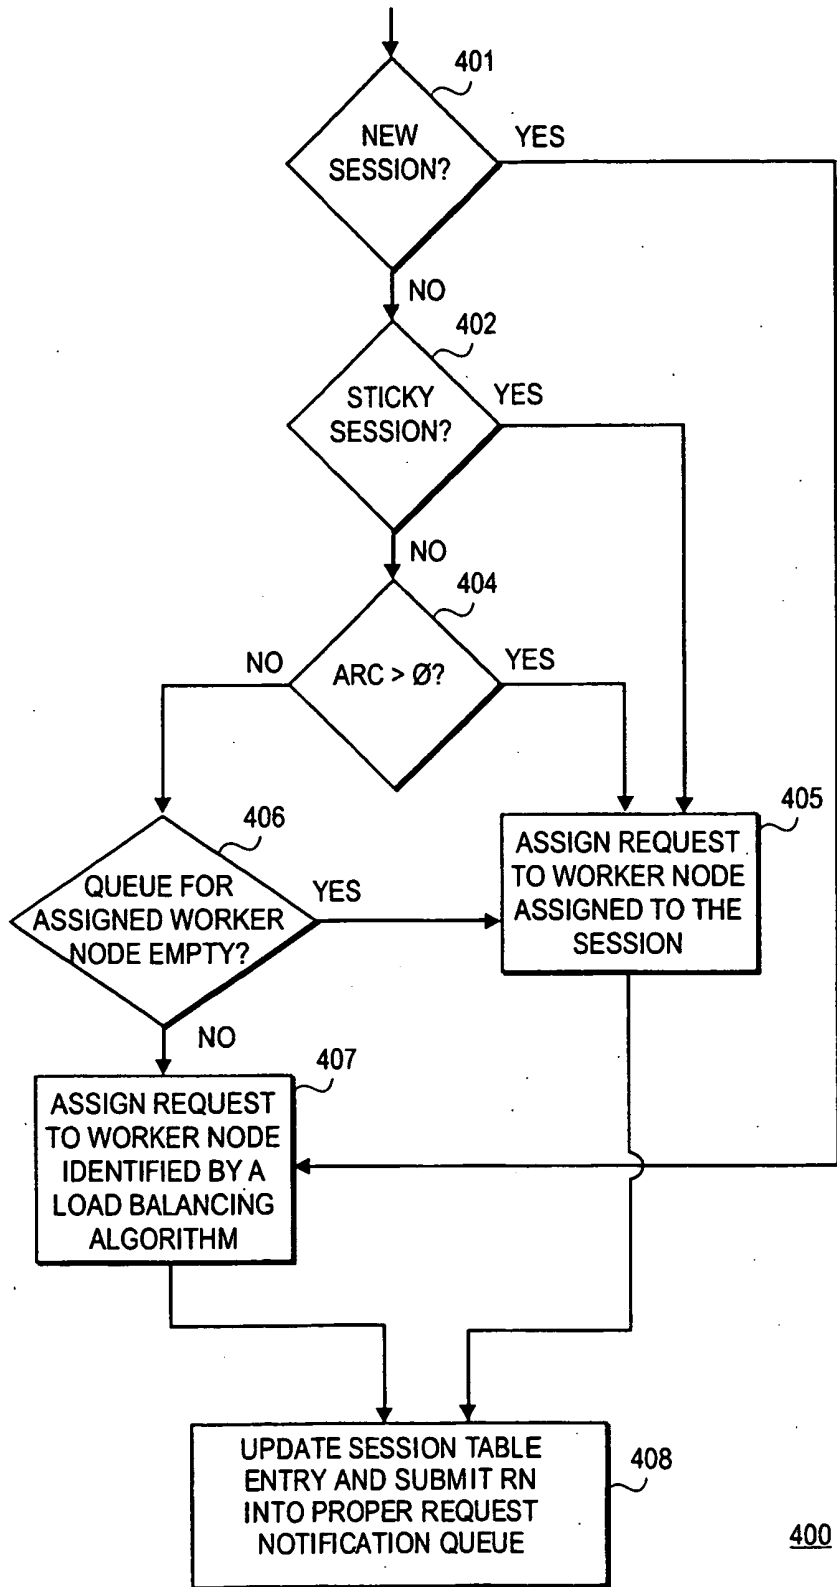 401
NEW
SESSION?
YES
NO
402
STICKY
SESSION?
YES
NO
404
ARC > Ø?
NO
YES
405
ASSIGN REQUEST
TO WORKER NODE
ASSIGNED TO THE
SESSION
406
QUEUE FOR
ASSIGNED WORKER
NODE EMPTY?
YES
NO
407
ASSIGN REQUEST
TO WORKER NODE
IDENTIFIED BY A
LOAD BALANCING
ALGORITHM
408
UPDATE SESSION TABLE
ENTRY AND SUBMIT RN
INTO PROPER REQUEST
NOTIFICATION QUEUE
400